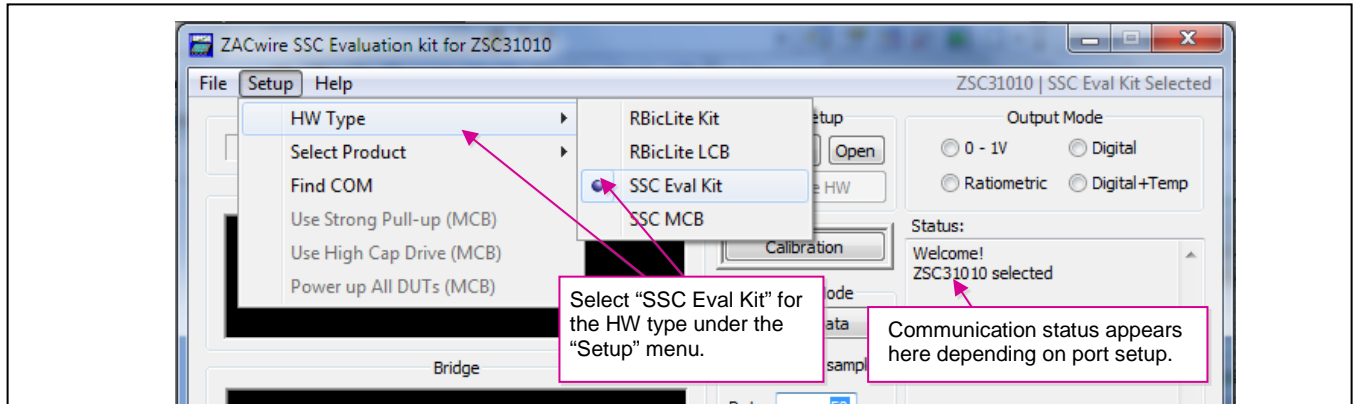 ZACwire SSC Evaluation kit for ZSC31010
File Setup Help
ZSC31010 | SSC Eval Kit Selected
HW Type
Select Product
Find COM
Use Strong Pull-up (MCB)
Use High Cap Drive (MCB)
Power up All DUTs (MCB)
RBicLite Kit
RBicLite LCB
SSC Eval Kit
SSC MCB
Open
HW
Calibration
Output Mode
0 - 1V Digital
Ratiometric Digital+Temp
Status:
Welcome!
ZSC31010 selected
Select “SSC Eval Kit” for
the HW type under the
“Setup” menu.
Communication status appears
here depending on port setup.
Bridge